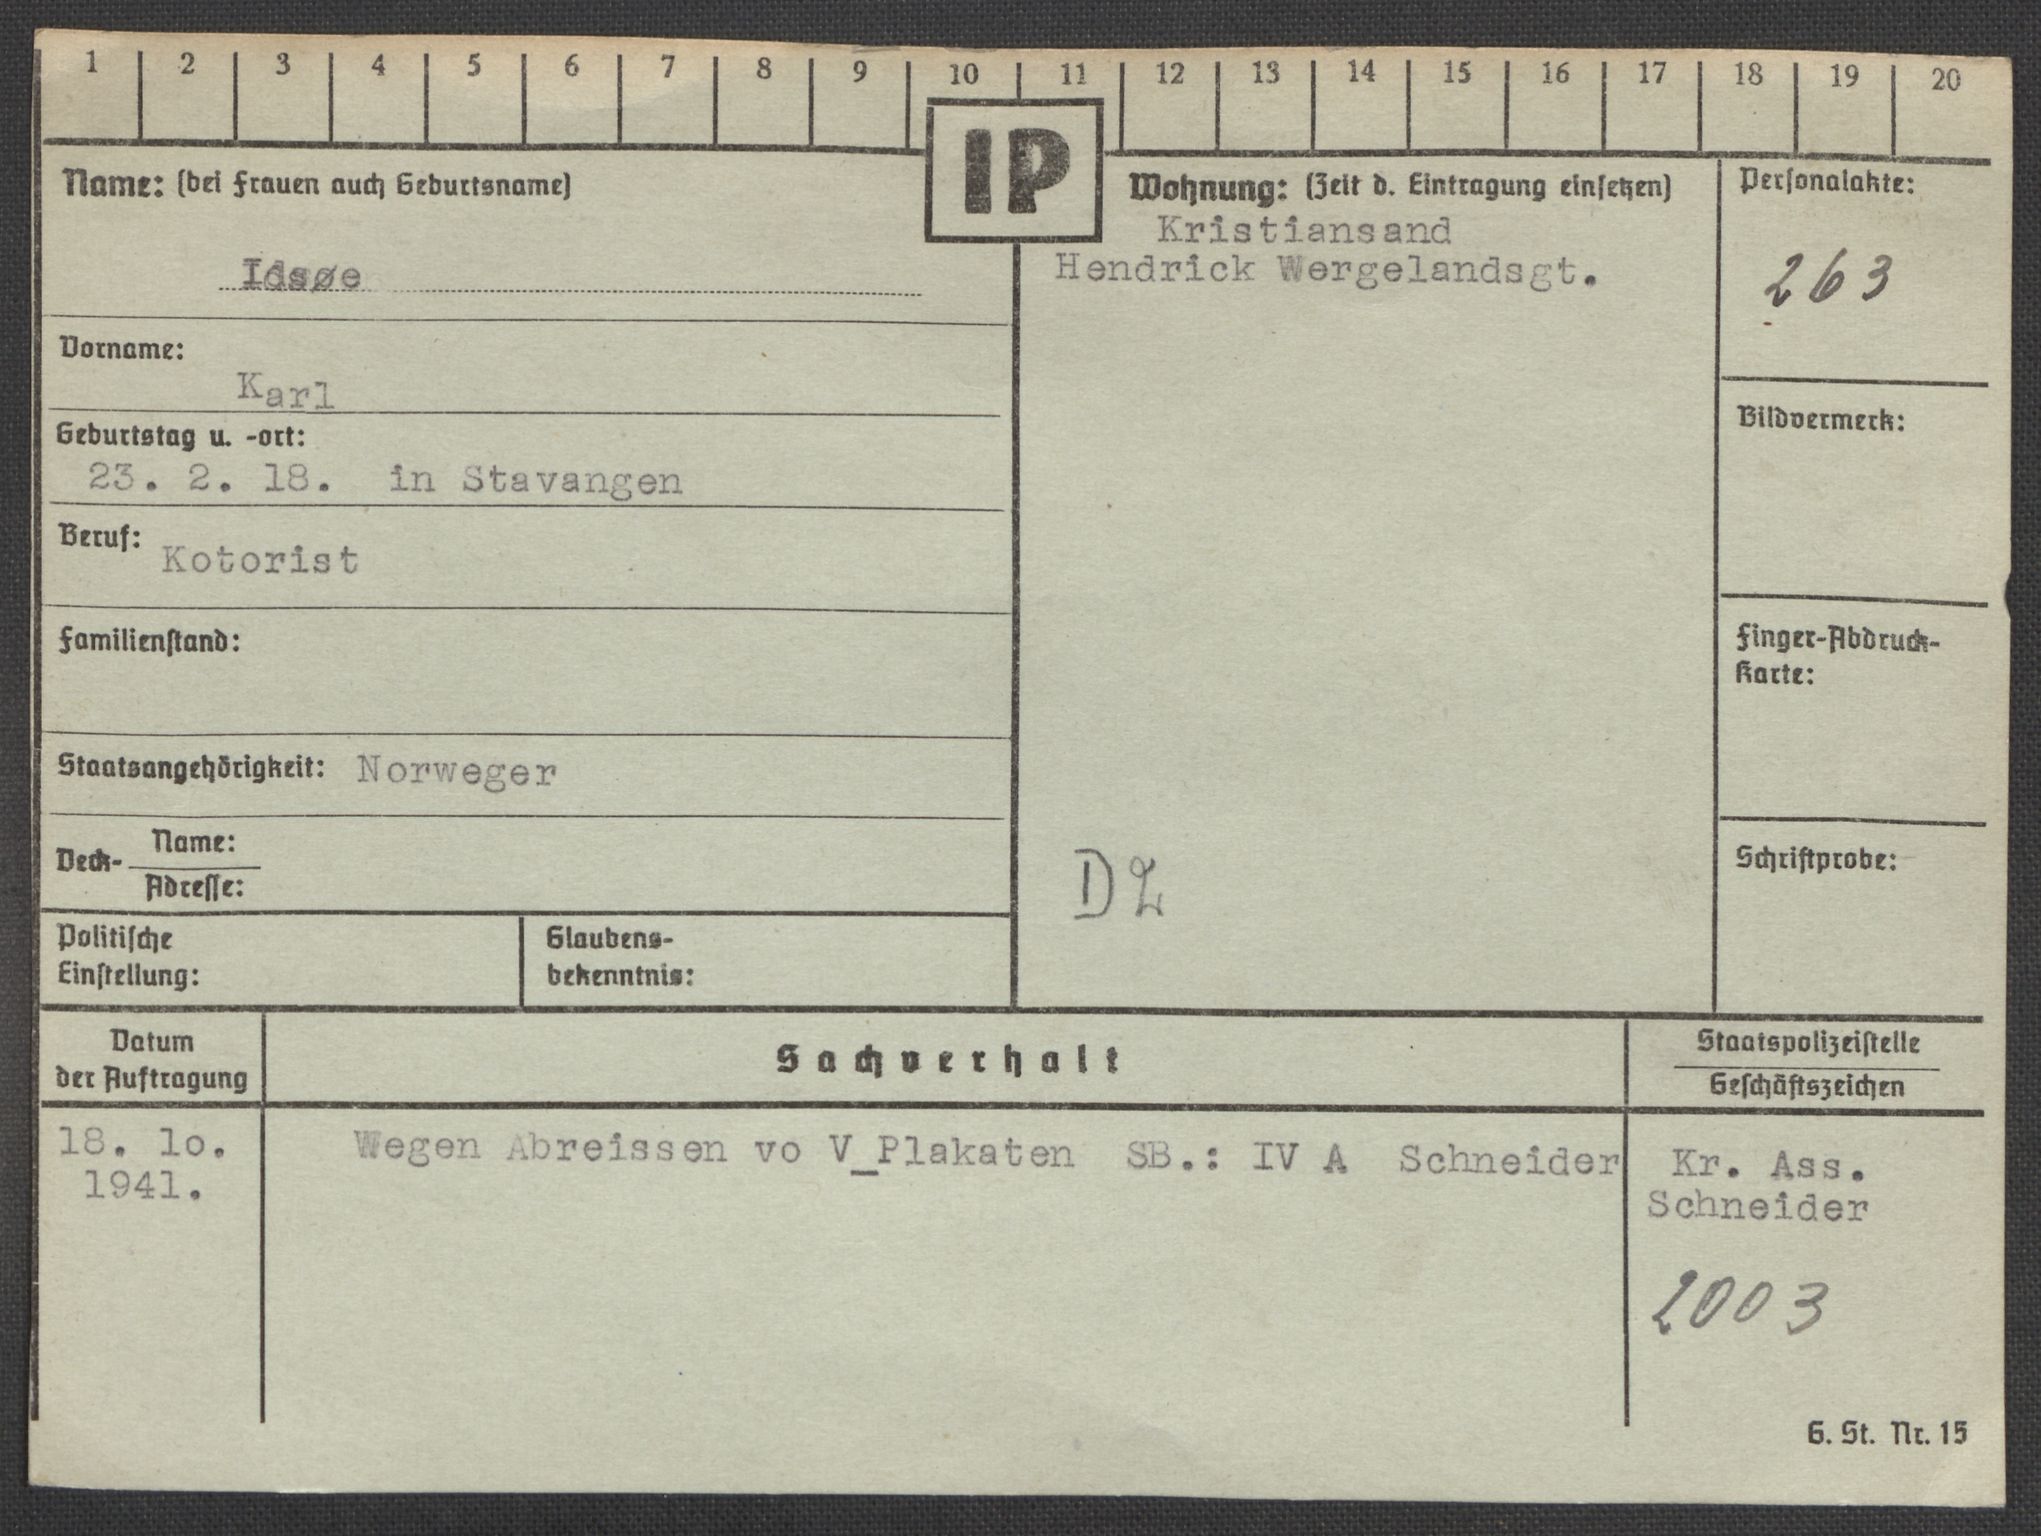 1 2 3 4 5 6 7 8 9 10 11 12 13 14 15 16 17 18 19 20
IP
Name: (bei Frauen auch Geburtsname)
Idsøe
Vorname:
Karl
Geburtstag u. -ort:
23. 2. 18. in Stavangen
Beruf:
Kotorist
Familienstand:
Staatsangehörigkeit: Norweger
Deck- Name:
Adresse:
Politische
Einstellung:
Glaubens-
bekenntnis:
Wohnung: (Zeit d. Eintragung einsetzen)
Kristiansand
Hendrick Wergelandsgt.
D2
Personalakte:
263
Bildvermerk:
Finger-Abdruck-
Karte:
Schriftprobe:
Datum
der Auftragung
Sachverhalt
Staatspolizeistelle
Geschäftszeichen
18. lo.
1941.
Wegen Abreissen vo V_Plakaten SB.: IV A Schneider
Kr. Ass.
Schneider
2003
G. St. Nr. 15